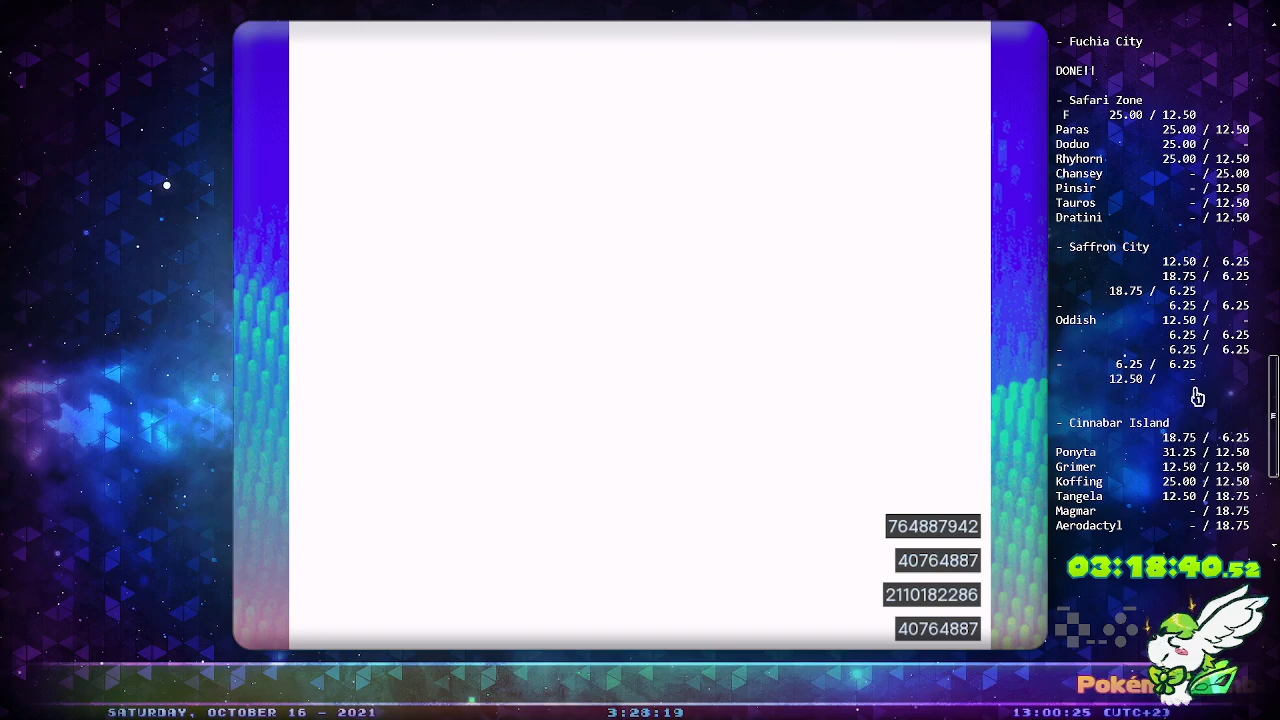 - Fuchia City
DONE!!
- Safari Zone
F 25.00 / 12.50
Paras 25.00 / 12.50
Doduo 25.00 / -
Rhyhorn 25.00 / 12.50
Chansey - / 25.00
Pinsir - / 12.50
Tauros - / 12.50
Dratini - / 12.50
- Saffron City
12.50 / 6.25
18.75 / 6.25
18.75 / 6.25
- 6.25 / 6.25
Oddish 12.50 / -
6.25 / 6.25
- 6.25 / 6.25
- 6.25 / 6.25
12.50 / -
- Cinnabar Island
18.75 / 6.25
Ponyta 31.25 / 12.50
Grimer 12.50 / 12.50
Koffing 25.00 / 12.50
Tangela 12.50 / 18.75
Magmar - / 18.75
Aerodactyl - / 18.75
764887942
40764887
2110182286
40764887
03:18:40.52
SATURDAY, OCTOBER 16 - 2021
3:28:19
13:00:25 (UTC+2)